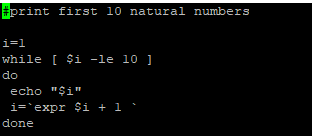 #print first 10 natural numbers
i=1
while [ $i -le 10 ]
do
 echo "$i"
 i=`expr $i + 1 `
done